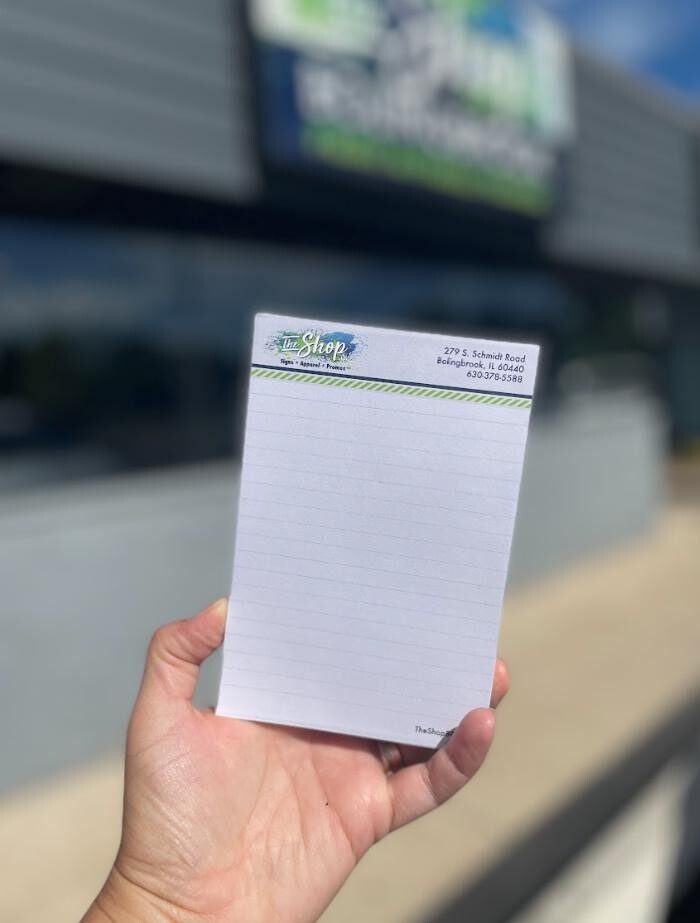 The Shop
Signs • Apparel • Promos
279 S. Schmidt Road
Bolingbrook, IL 60440
630-378-5588